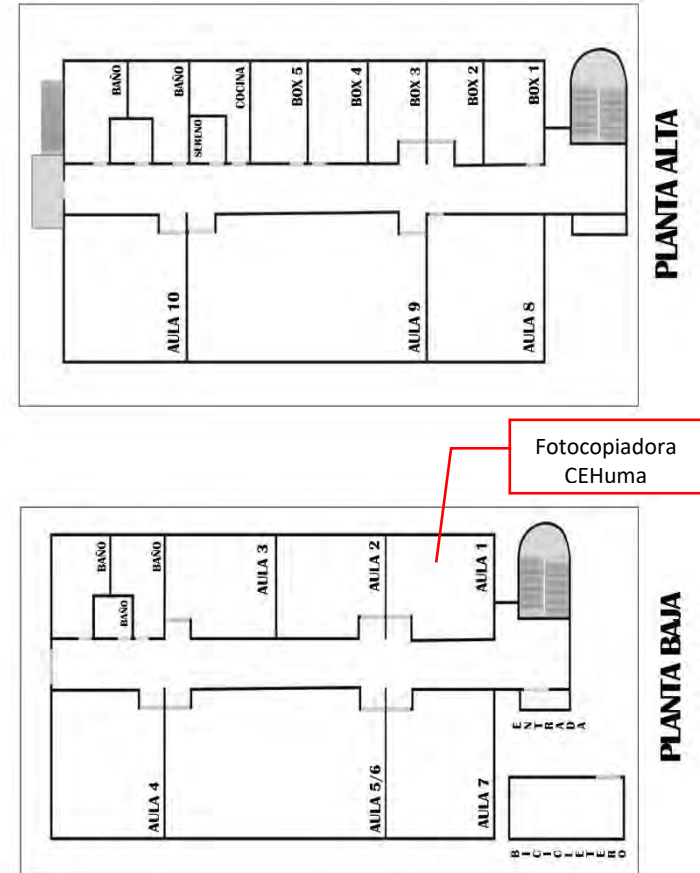 PLANTA ALTA
BAÑO
BAÑO
SERENO
COCINA
BOX 5
BOX 4
BOX 3
BOX 2
BOX 1
AULA 10
AULA 9
AULA 8
Fotocopiadora
CEHuma
PLANTA BAJA
BAÑO
BAÑO
BAÑO
AULA 3
AULA 2
AULA 1
ENTRADA
AULA 4
AULA 5/6
AULA 7
BICICLETERO